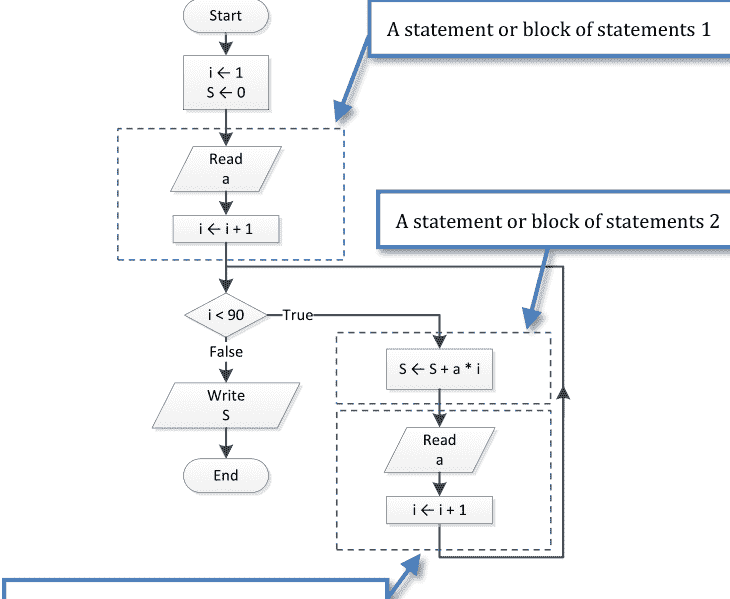 Start
A statement or block of statements 1
i ← 1
S ← 0
Read
a
i ← i + 1
A statement or block of statements 2
i < 90
True
False
S ← S + a * i
Write
S
Read
a
End
i ← i + 1